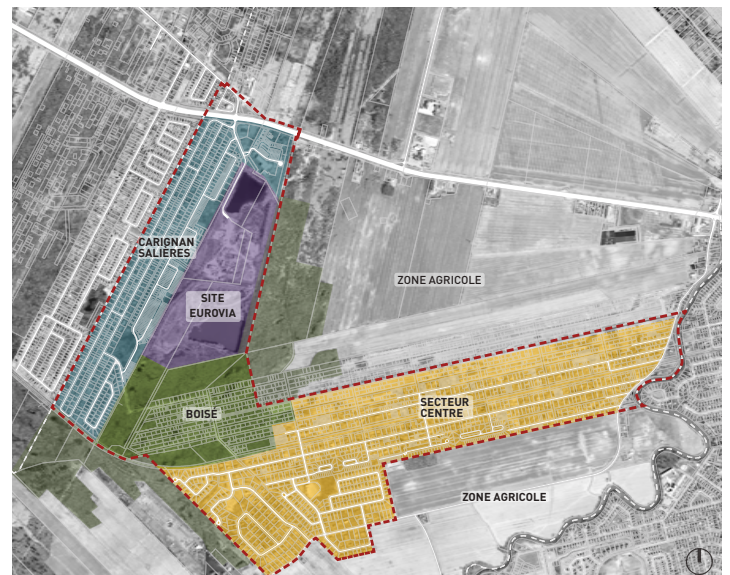 CARIGNAN
SALIÈRES
SITE
EUROVIA
ZONE AGRICOLE
BOISÉ
SECTEUR
CENTRE
ZONE AGRICOLE